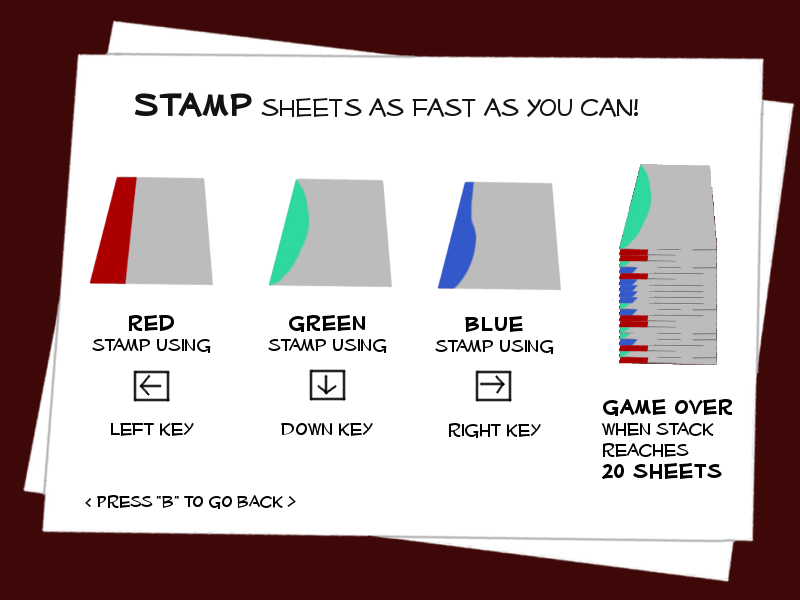 STAMP SHEETS AS FAST AS YOU CAN!
RED
STAMP USING
LEFT KEY
GREEN
STAMP USING
DOWN KEY
BLUE
STAMP USING
RIGHT KEY
GAME OVER
WHEN STACK
REACHES
20 SHEETS
< PRESS "B" TO GO BACK >